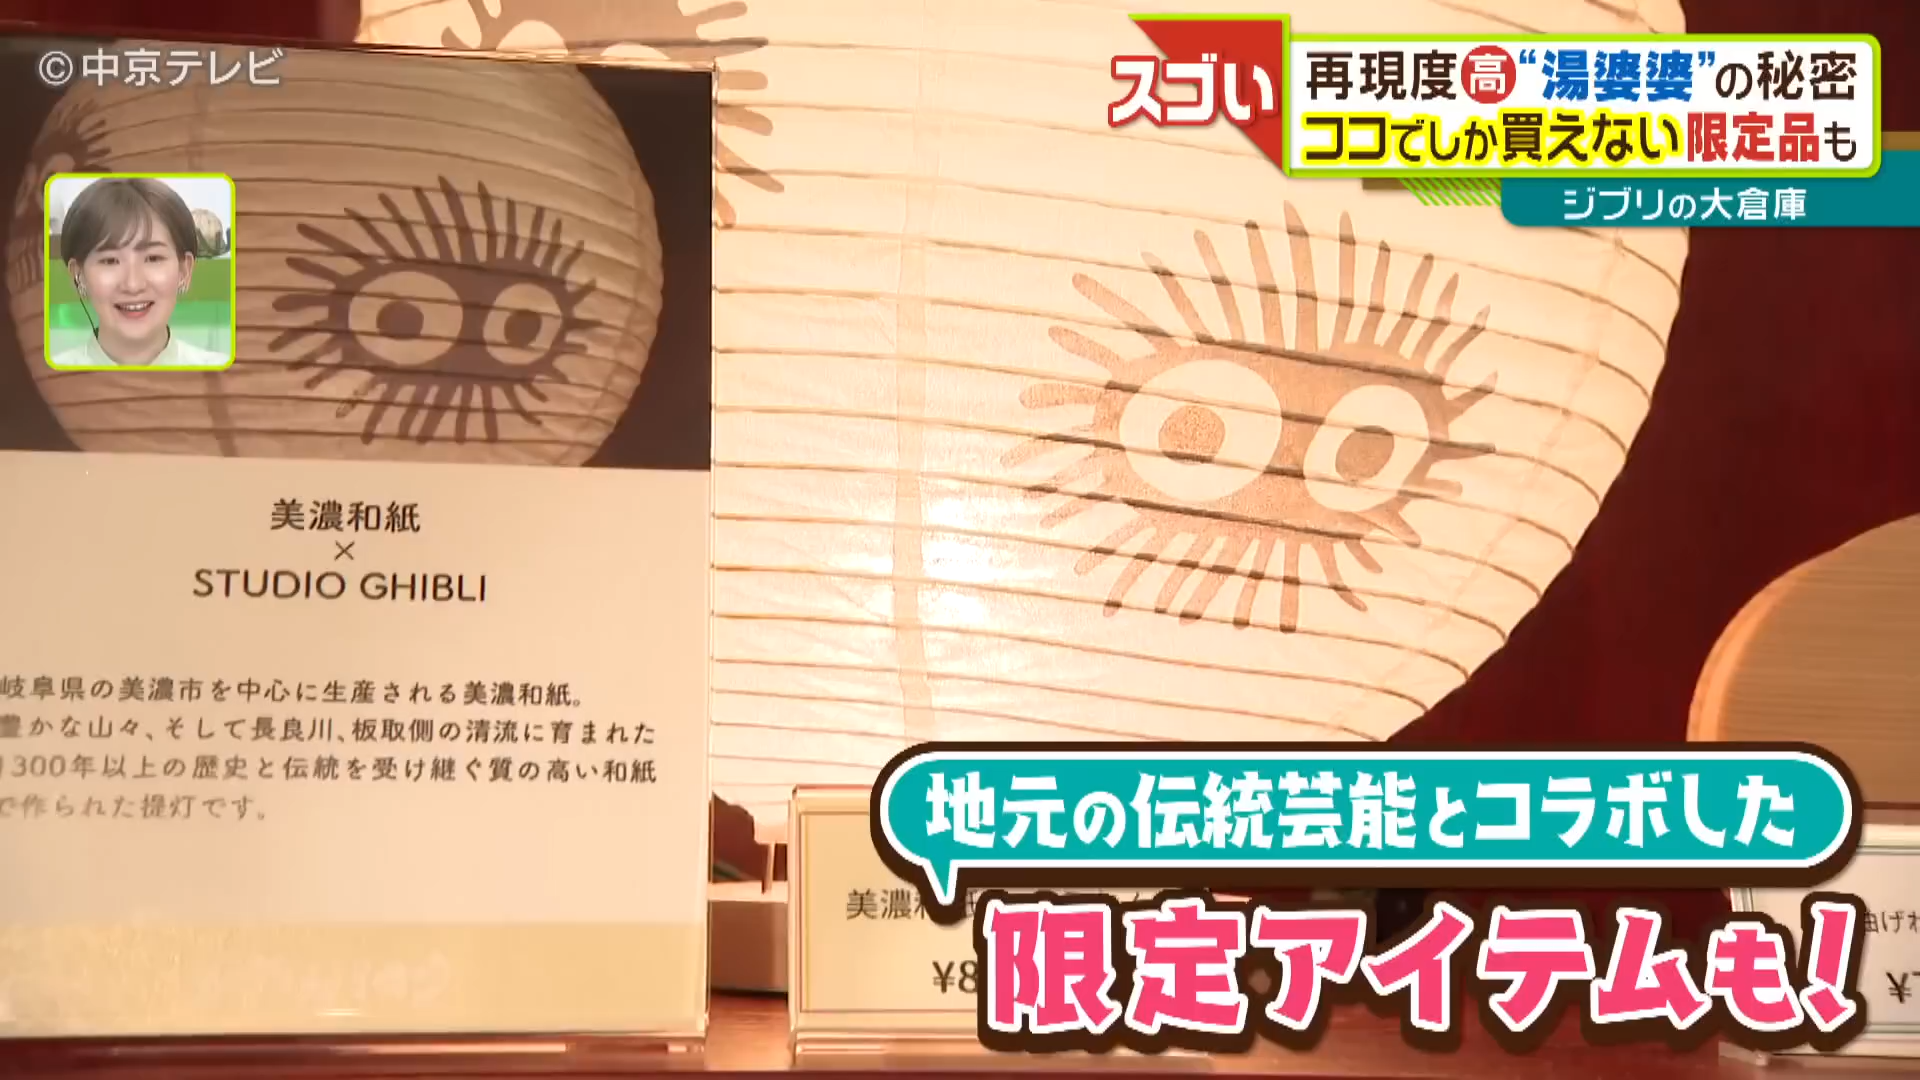 ©中京テレビ
スゴい
再現度高“湯婆婆”の秘密
ココでしか買えない限定品も
ジブリの大倉庫
美濃和紙
×
STUDIO GHIBLI
岐阜県の美濃市を中心に生産される美濃和紙。
豊かな山々、そして長良川、板取側の清流に育まれた
1300年以上の歴史と伝統を受け継ぐ質の高い和紙
で作られた提灯です。
地元の伝統芸能とコラボした
限定アイテムも!
美濃和紙
¥8
曲げわ
¥7